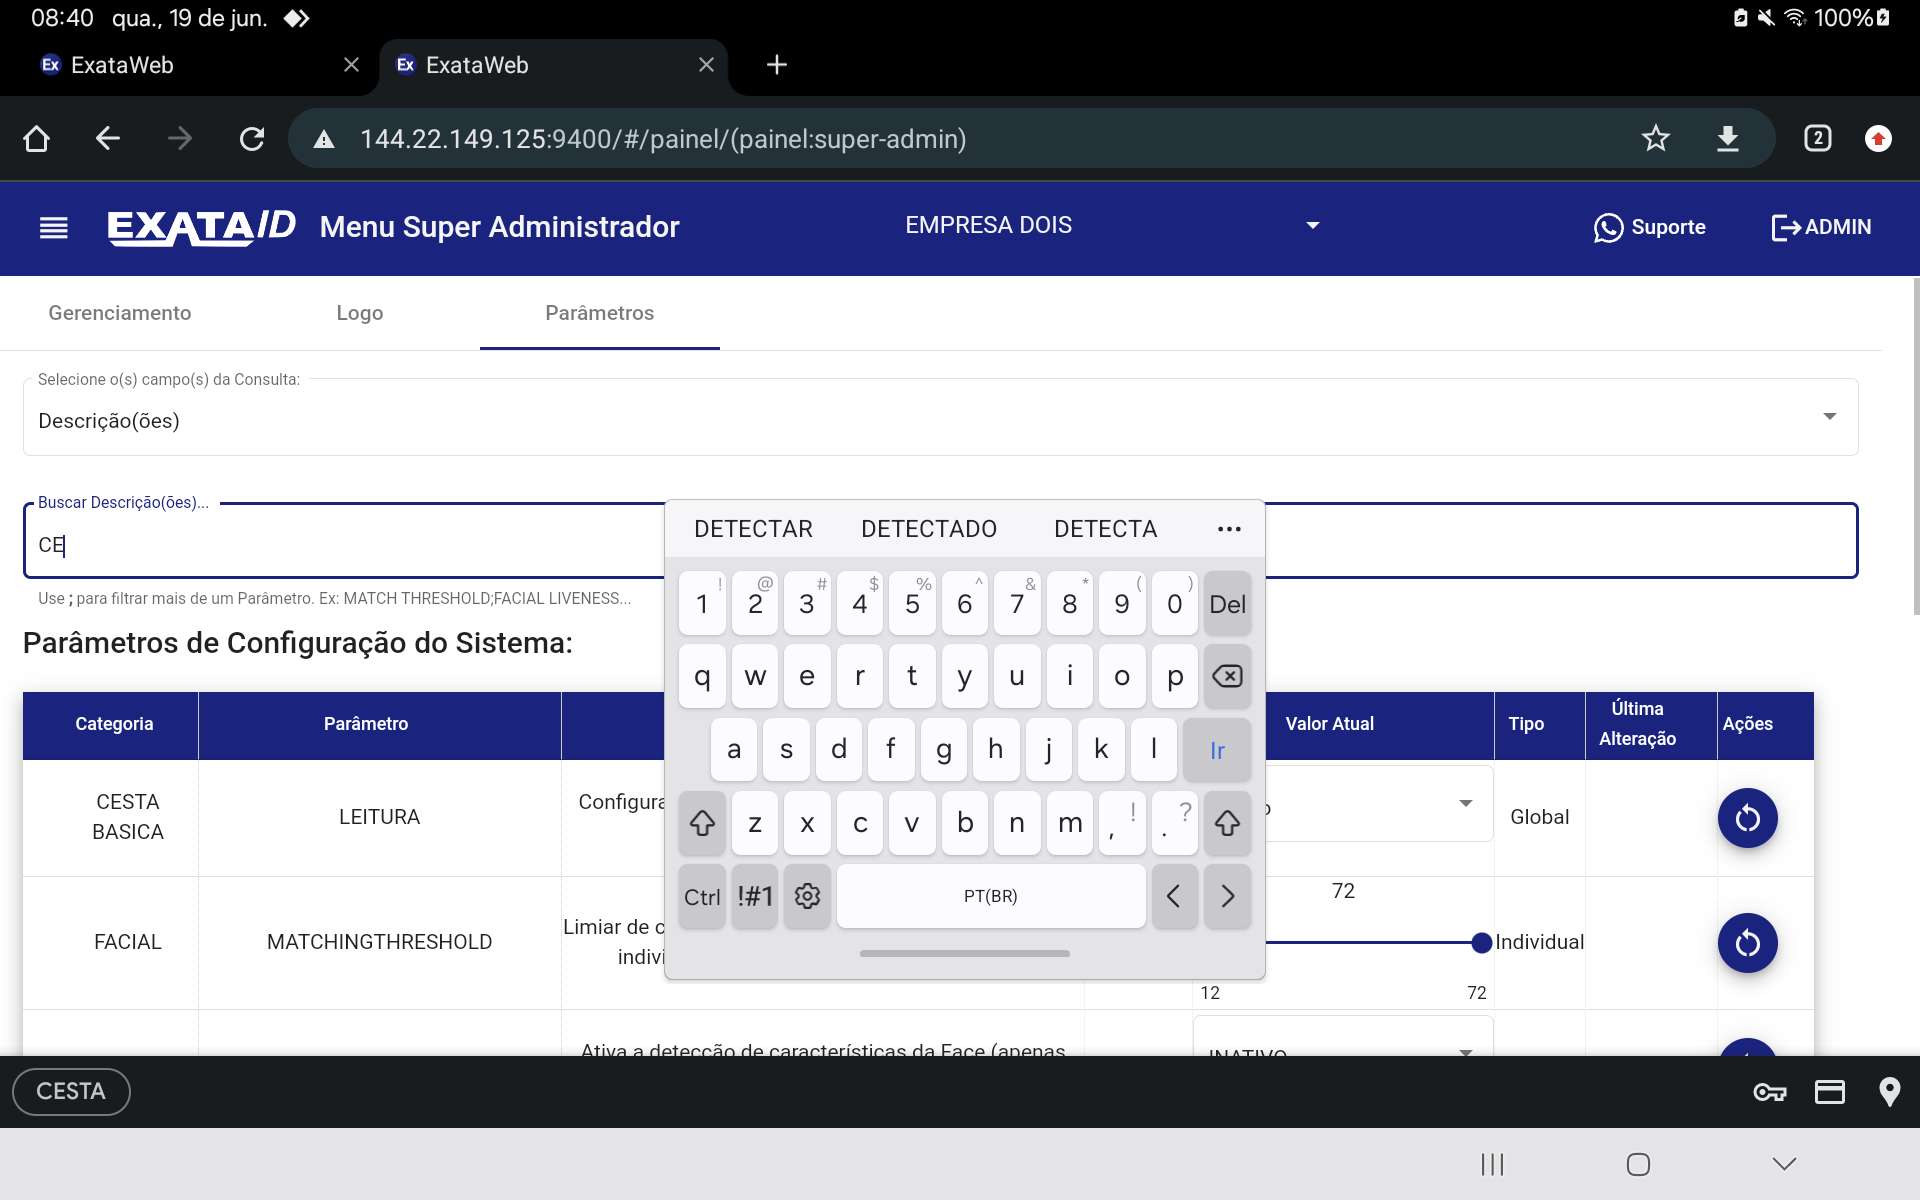 08:40 qua., 19 de jun.
100%
Ex ExataWeb
Ex ExataWeb
144.22.149.125:9400/#/painel/(painel:super-admin)
2
EXATA/ID Menu Super Administrador
EMPRESA DOIS
Suporte
ADMIN
Gerenciamento
Logo
Parâmetros
Selecione o(s) campo(s) da Consulta:
Descrição(ões)
Buscar Descrição(ões)...
CE
Use ; para filtrar mais de um Parâmetro. Ex: MATCH THRESHOLD;FACIAL LIVENESS...
Parâmetros de Configuração do Sistema:
DETECTAR DETECTADO DETECTA ...
! @ # $ % ^ & * ( )
1 2 3 4 5 6 7 8 9 0 Del
q w e r t y u i o p
a s d f g h j k l Ir
z x c v b n m , ! . ?
Ctrl !#1 PT(BR) < >
Categoria Parâmetro Valor Atual Tipo Última Alteração Ações
CESTA BASICA LEITURA Global
FACIAL MATCHINGTHRESHOLD Limiar de
72
Individual
12 72
Ativa a detecção de características da Face (apenas
INATIVO
CESTA